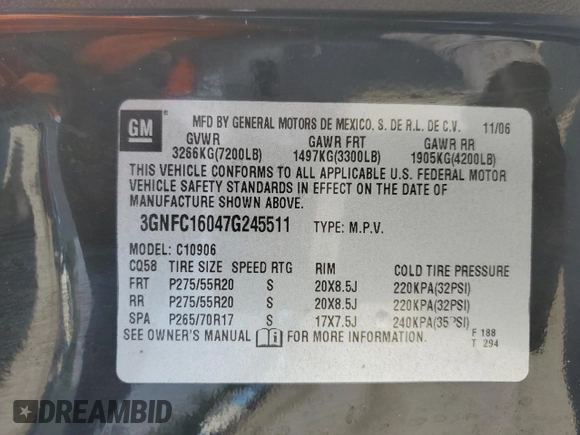 GM
MFD BY GENERAL MOTORS DE MEXICO, S. DE R.L. DE C.V. 11/06
GVWR GAWR FRT GAWR RR
3266KG(7200LB) 1497KG(3300LB) 1905KG(4200LB)
THIS VEHICLE CONFORMS TO ALL APPLICABLE U.S. FEDERAL MOTOR
VEHICLE SAFETY STANDARDS IN EFFECT ON THE DATE OF
MANUFACTURE SHOWN ABOVE.
3GNFC16047G245511 TYPE: M.P.V.
MODEL: C10906
CQ58 TIRE SIZE SPEED RTG RIM COLD TIRE PRESSURE
FRT P275/55R20 S 20X8.5J 220KPA(32PSI)
RR P275/55R20 S 20X8.5J 220KPA(32PSI)
SPA P265/70R17 S 17X7.5J 240KPA(35PSI)
SEE OWNER'S MANUAL i FOR MORE INFORMATION. F 188
T 294
DREAMBID